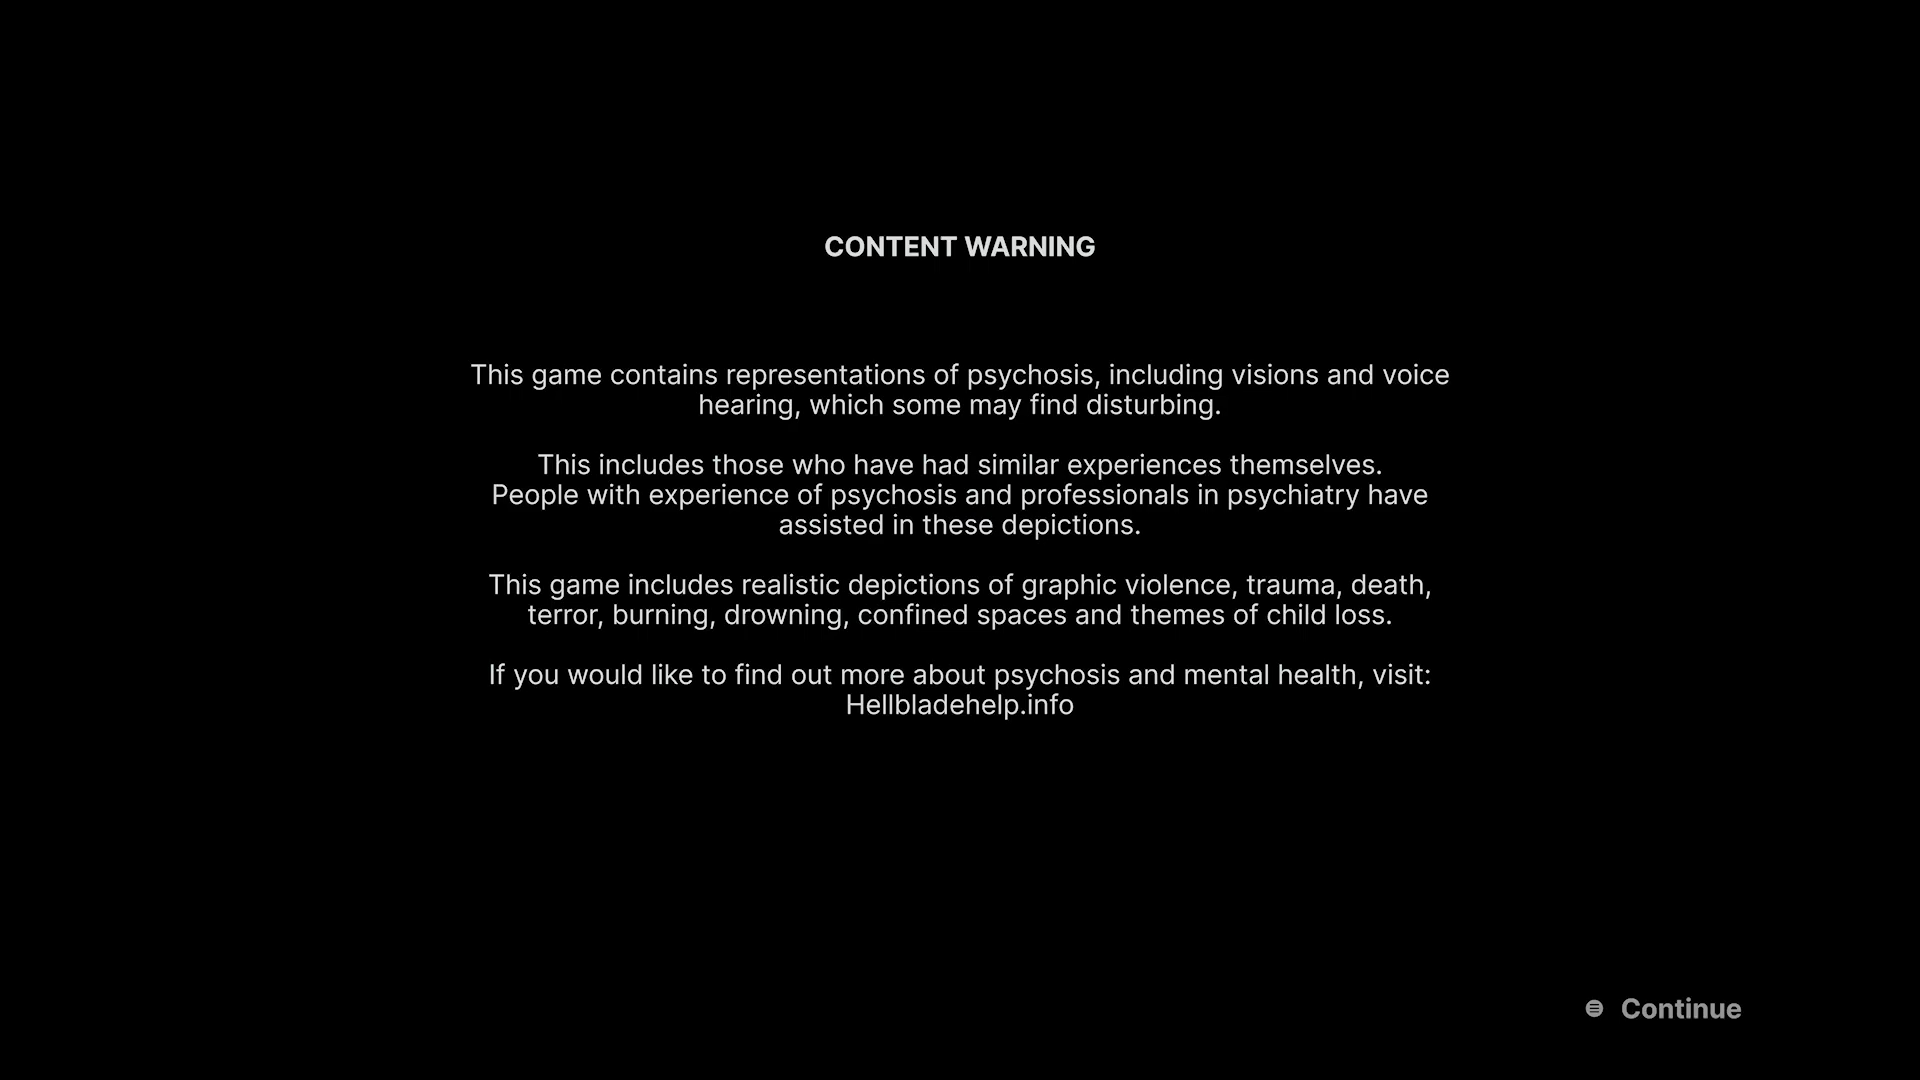 CONTENT WARNING
This game contains representations of psychosis, including visions and voice
hearing, which some may find disturbing.
This includes those who have had similar experiences themselves.
People with experience of psychosis and professionals in psychiatry have
assisted in these depictions.
This game includes realistic depictions of graphic violence, trauma, death,
terror, burning, drowning, confined spaces and themes of child loss.
If you would like to find out more about psychosis and mental health, visit:
Hellbladehelp.info
Continue